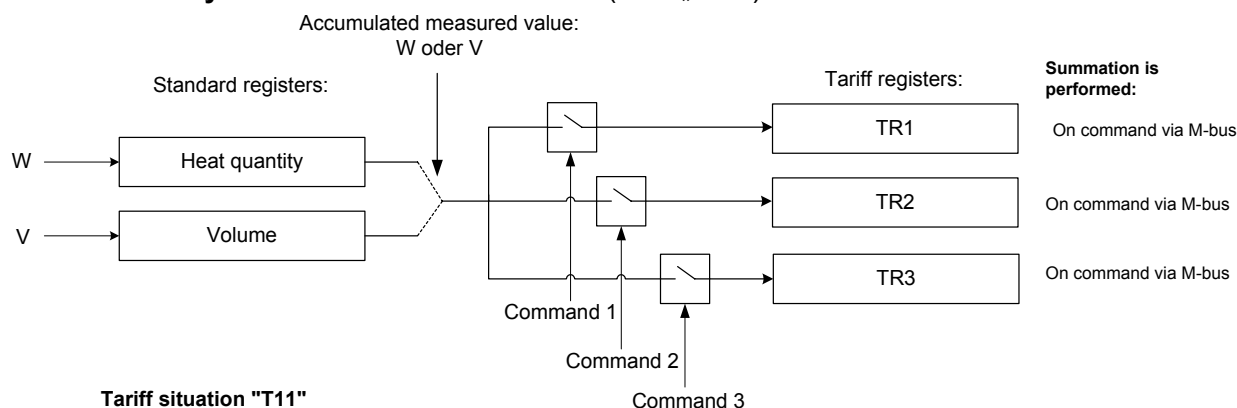 Accumulated measured value:
W oder V
Standard registers:
Tariff registers:
Summation is
performed:
TR1
On command via M-bus
W
Heat quantity
TR2
On command via M-bus
V
Volume
TR3
On command via M-bus
Command 1
Command 2
Tariff situation "T11"
Command 3